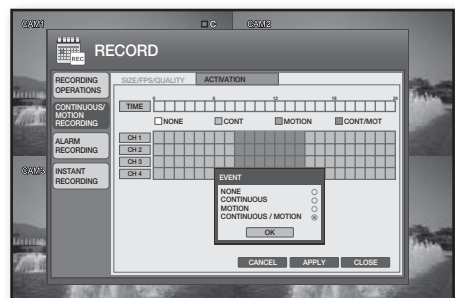 CAM1
C
CAM2
REC
RECORD
RECORDING
OPERATIONS
SIZE/FPS/QUALITY
ACTIVATION
CONTINUOUS/
MOTION
RECORDING
TIME
0 6 12 18 24
NONE
CONT
MOTION
CONT/MOT
ALARM
RECORDING
CH 1
CH 2
CH 3
CH 4
CAM3
INSTANT
RECORDING
EVENT
NONE
CONTINUOUS
MOTION
CONTINUOUS / MOTION
OK
CANCEL
APPLY
CLOSE